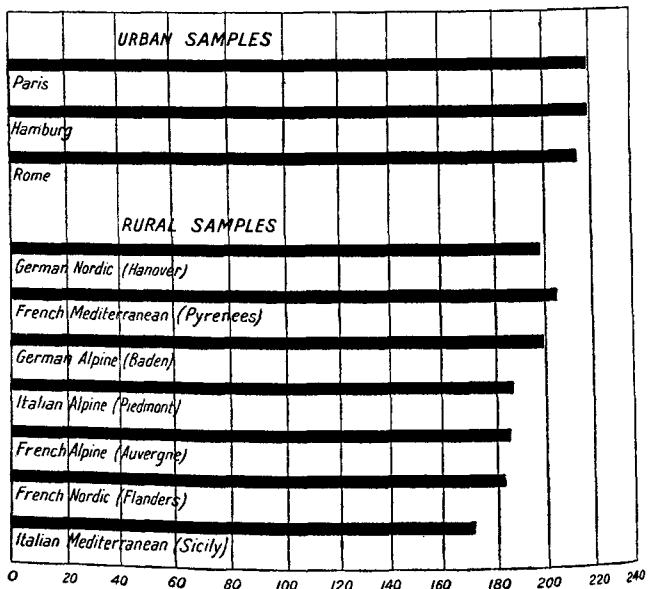 URBAN SAMPLES
Paris
Hamburg
Rome
RURAL SAMPLES
German Nordic (Hanover)
French Mediterranean (Pyrenees)
German Alpine (Baden)
Italian Alpine (Piedmont)
French Alpine (Auvergne)
French Nordic (Flanders)
Italian Mediterranean (Sicily)
0 20 40 60 80 100 120 140 160 180 200 220 240